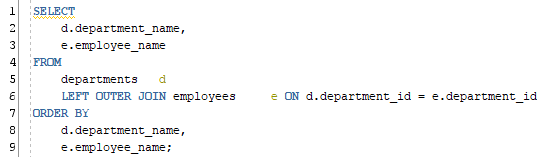 1 SELECT
2     d.department_name,
3     e.employee_name
4 FROM
5     departments   d
6     LEFT OUTER JOIN employees     e ON d.department_id = e.department_id
7 ORDER BY
8     d.department_name,
9     e.employee_name;